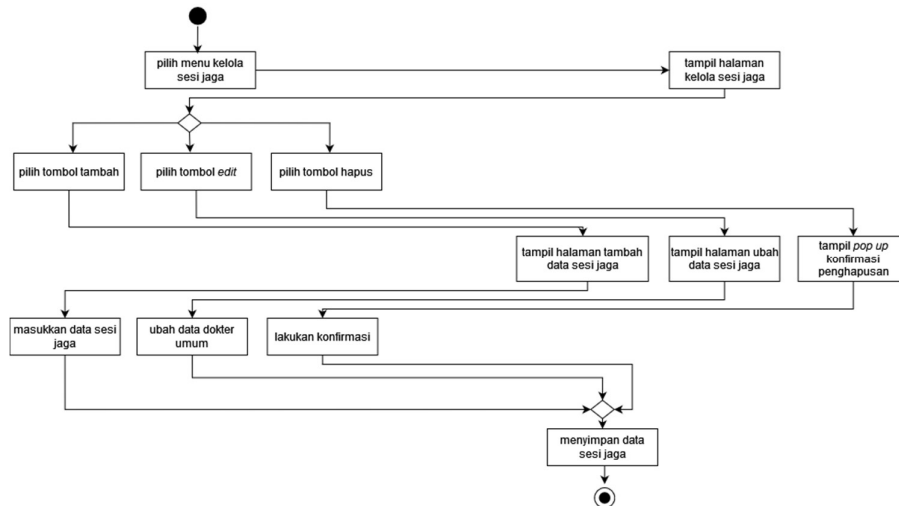 pilih menu kelola
sesi jaga
tampil halaman
kelola sesi jaga
pilih tombol tambah
pilih tombol edit
pilih tombol hapus
tampil halaman tambah
data sesi jaga
tampil halaman ubah
data sesi jaga
tampil pop up
konfirmasi
penghapusan
masukkan data sesi
jaga
ubah data dokter
umum
lakukan konfirmasi
menyimpan data
sesi jaga